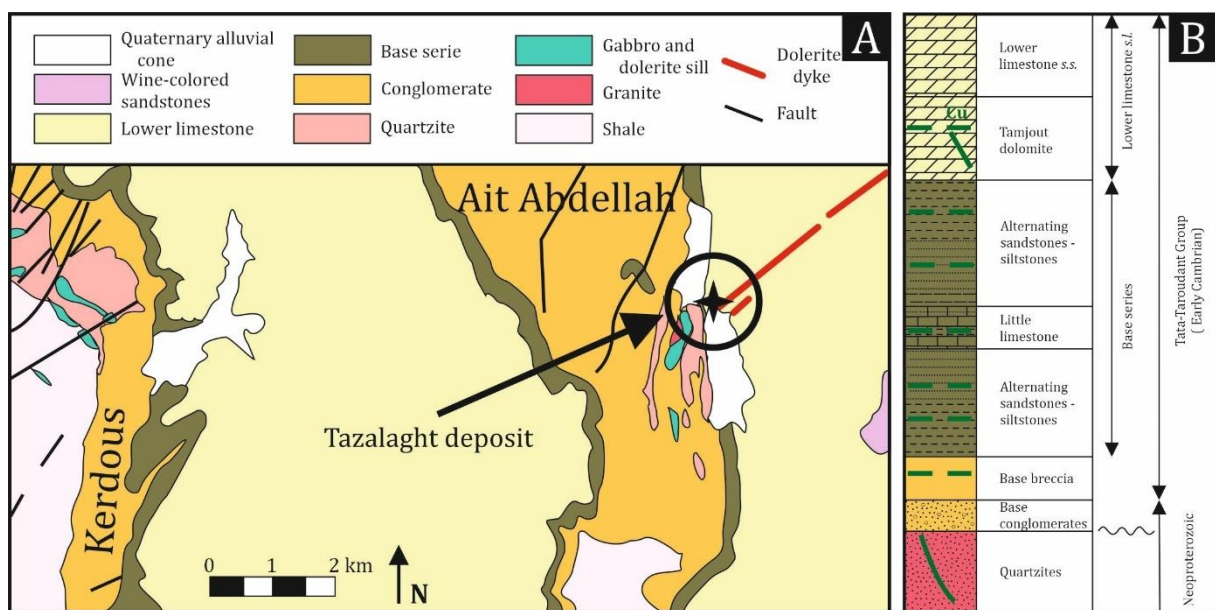 A
Quaternary alluvial
cone
Wine-colored
sandstones
Lower limestone
Base serie
Conglomerate
Quartzite
Gabbro and
dolerite sill
Granite
Shale
Dolerite
dyke
Fault
Ait Abdellah
Kerdous
Tazalaght deposit
0 1 2 km
N
B
Cu
Lower
limestone s.s.
Tamjout
dolomite
Alternating
sandstones -
siltstones
Little
limestone
Alternating
sandstones -
siltstones
Base breccia
Base
conglomerates
Quartzites
Lower limestone s.l.
Base series
Tata-Taroudant Group
( Early Cambrian)
Neoproterozoic